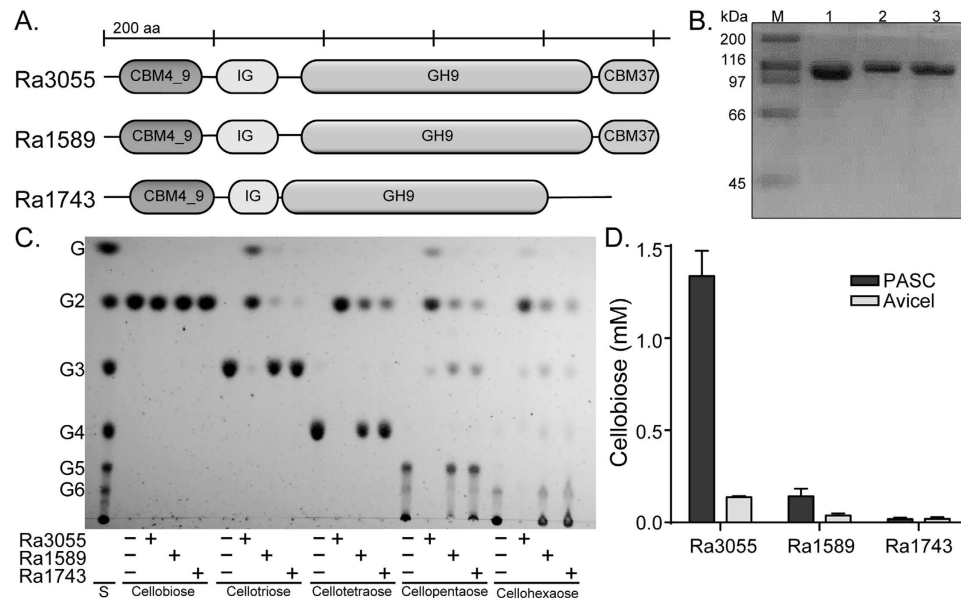 A.
200 aa
Ra3055 CBM4_9 IG GH9 CBM37
Ra1589 CBM4_9 IG GH9 CBM37
Ra1743 CBM4_9 IG GH9
B.
kDa M 1 2 3
200
116
97
66
45
C.
G
G2
G3
G4
G5
G6
Ra3055 – + – + – + – + – +
Ra1589 + + + + +
Ra1743 – + – + – + – + – +
S Cellobiose Cellotriose Cellotetraose Cellopentaose Cellohexaose
D.
Cellobiose (mM)
1.5
1.0
0.5
0.0
PASC
Avicel
Ra3055 Ra1589 Ra1743